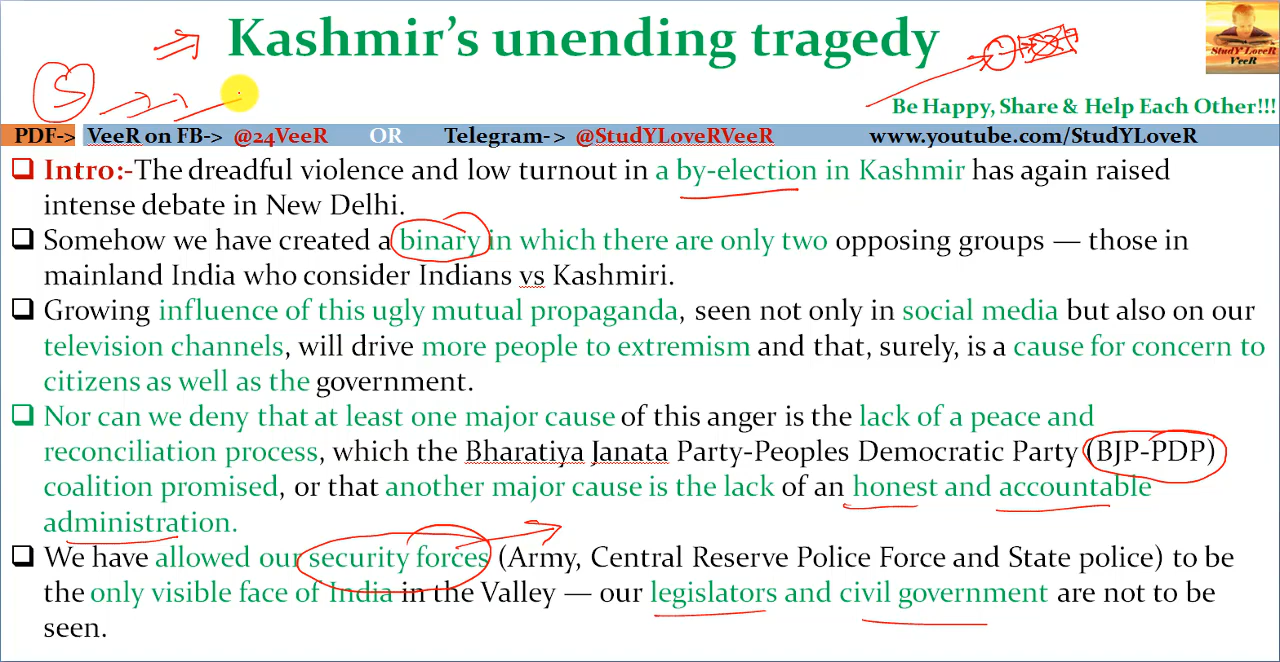 Kashmir's unending tragedy
StudY LoveR
VeeR
S
Be Happy, Share & Help Each Other!!!
PDF-> VeeR on FB-> @24VeeR OR Telegram-> @StudYLoveRVeeR www.youtube.com/StudYLoveR
❑ Intro:-The dreadful violence and low turnout in a by-election in Kashmir has again raised
intense debate in New Delhi.
❑ Somehow we have created a binary in which there are only two opposing groups — those in
mainland India who consider Indians vs Kashmiri.
❑ Growing influence of this ugly mutual propaganda, seen not only in social media but also on our
television channels, will drive more people to extremism and that, surely, is a cause for concern to
citizens as well as the government.
❑ Nor can we deny that at least one major cause of this anger is the lack of a peace and
reconciliation process, which the Bharatiya Janata Party-Peoples Democratic Party (BJP-PDP)
coalition promised, or that another major cause is the lack of an honest and accountable
administration.
❑ We have allowed our security forces (Army, Central Reserve Police Force and State police) to be
the only visible face of India in the Valley — our legislators and civil government are not to be
seen.